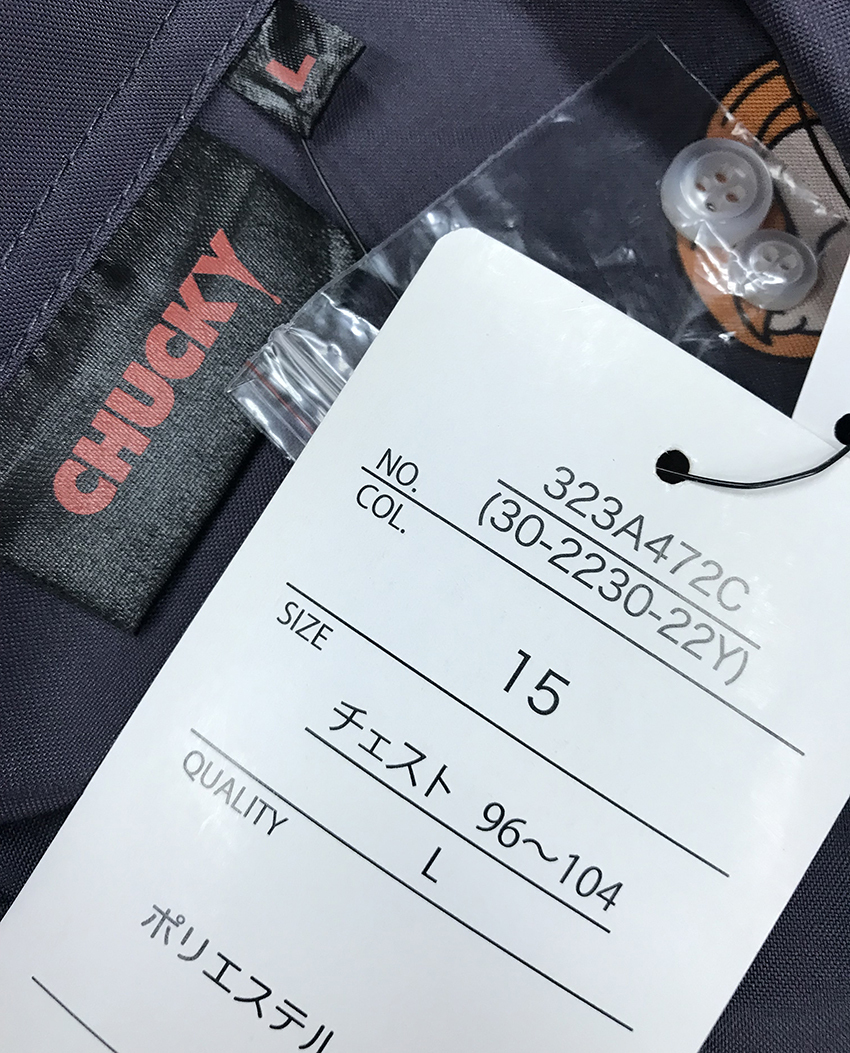 L
CHUCKY
NO. 323A472C
(30-2230-22Y)
COL.
15
SIZE
チェスト 96～104
L
QUALITY
ポリエステル